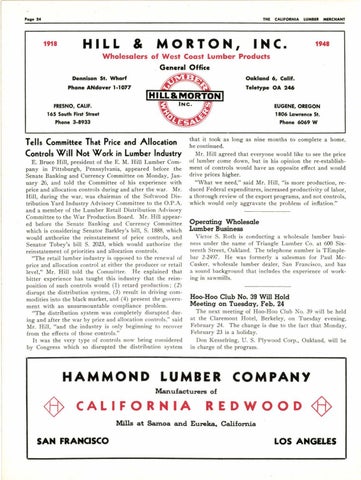 Page 24
THE CALIFORNIA LUMBER MERCHANT
1918
HILL & MORTON, INC.
1948
Wholesalers of West Coast Lumber Products
General Office
Dennison St. Wharf
Phone ANdover 1-1077
Oakland 6, Calif.
Teletype OA 246
LUMBER
HILL & MORTON
INC.
WHOLESALERS
FRESNO, CALIF.
165 South First Street
Phone 3-8933
EUGENE, OREGON
1806 Lawrence St.
Phone 6069 W
Tells Committee That Price and Allocation
Controls Will Not Work in Lumber Industry
E. Bruce Hill, president of the E. M. Hill Lumber Com-
pany in Pittsburgh, Pennsylvania, appeared before the
Senate Banking and Currency Committee on Monday, Jan-
uary 26, and told the Committee of his experience with
price and allocation controls during and after the war. Mr.
Hill, during the war, was chairman of the Softwood Dis-
tribution Yard Industry Advisory Committee to the O.P.A.
and a member of the Lumber Retail Distribution Advisory
Committee to the War Production Board. Mr. Hill appear-
ed before the Senate Banking and Currency Committee
which is considering Senator Barkley's bill, S. 1888, which
would authorize the reinstatement of price controls, and
Senator Tobey's bill S. 2023, which would authorize the
reinstatement of priorities and allocation controls.
"The retail lumber industry is opposed to the renewal of
price and allocation control at either the producer or retail
level," Mr. Hill told the Committee. He explained that
bitter experience had taught this industry that the reim-
position of such controls would (1) retard production; (2)
disrupt the distribution system, (3) result in driving com-
modities into the black market, and (4) present the govern-
ment with an unsurmountable compliance problem.
"The distribution system was completely disrupted dur-
ing and after the war by price and allocation controls," said
Mr. Hill, "and the industry is only beginning to recover
from the effects of these controls."
It was the very type of controls now being considered
by Congress which so disrupted the distribution system
that it took as long as nine months to complete a home,
he continued.
Mr. Hill agreed that everyone would like to see the price
of lumber come down, but in his opinion the re-establish-
ment of controls would have an opposite effect and would
drive prices higher.
"What we need," said Mr. Hill, "is more production, re-
duced Federal expenditures, increased productivity of labor,
a thorough review of the export programs, and not controls,
which would only aggravate the problem of inflation."
Operating Wholesale
Lumber Business
Victor S. Roth is conducting a wholesale lumber busi-
ness under the name of Triangle Lumber Co. at 600 Six-
teenth Street, Oakland. The telephone number is TEmple-
bar 2-2497. He was formerly a salesman for Paul Mc-
Cusker, wholesale lumber dealer, San Francisco, and has
a sound background that includes the experience of work-
ing in sawmills.
Hoo-Hoo Club No. 39 Will Hold
Meeting on Tuesday, Feb. 24
The next meeting of Hoo-Hoo Club No. 39 will be held
at the Claremont Hotel, Berkeley, on Tuesday evening,
February 24. The change is due to the fact that Monday,
February 23 is a holiday.
Don Kesselring, U. S. Plywood Corp., Oakland, will be
in charge of the program.
HAMMOND LUMBER COMPANY
Manufacturers of
H
CALIFORNIA REDWOOD
H
Mills at Samoa and Eureka, California
SAN FRANCISCO
LOS ANGELES